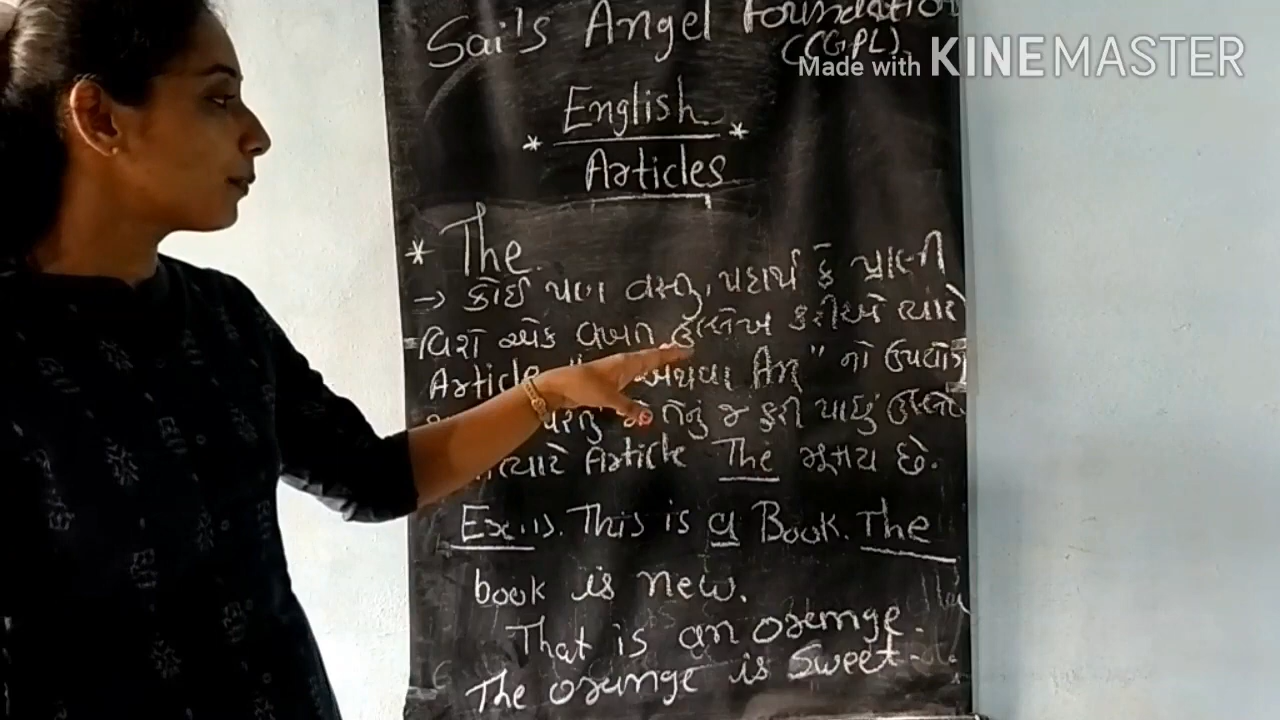 Sai's Angel Foundation
(CGPL)
Made with KINEMASTER
English
Articles
* The
→ કોઈ પણ વસ્તુ, પદાર્થ કે પ્રાણી
વિશે એક વખત ઉલ્લેખ કરીએ ત્યારે
Article " અથવા An" નો ઉપયોગ
તેનું જ ફરી પાછું
ત્યારે Article The મૂકાય છે.
Ex:1). This is a Book. The
book is new.
That is an orange.
The orange is sweet.